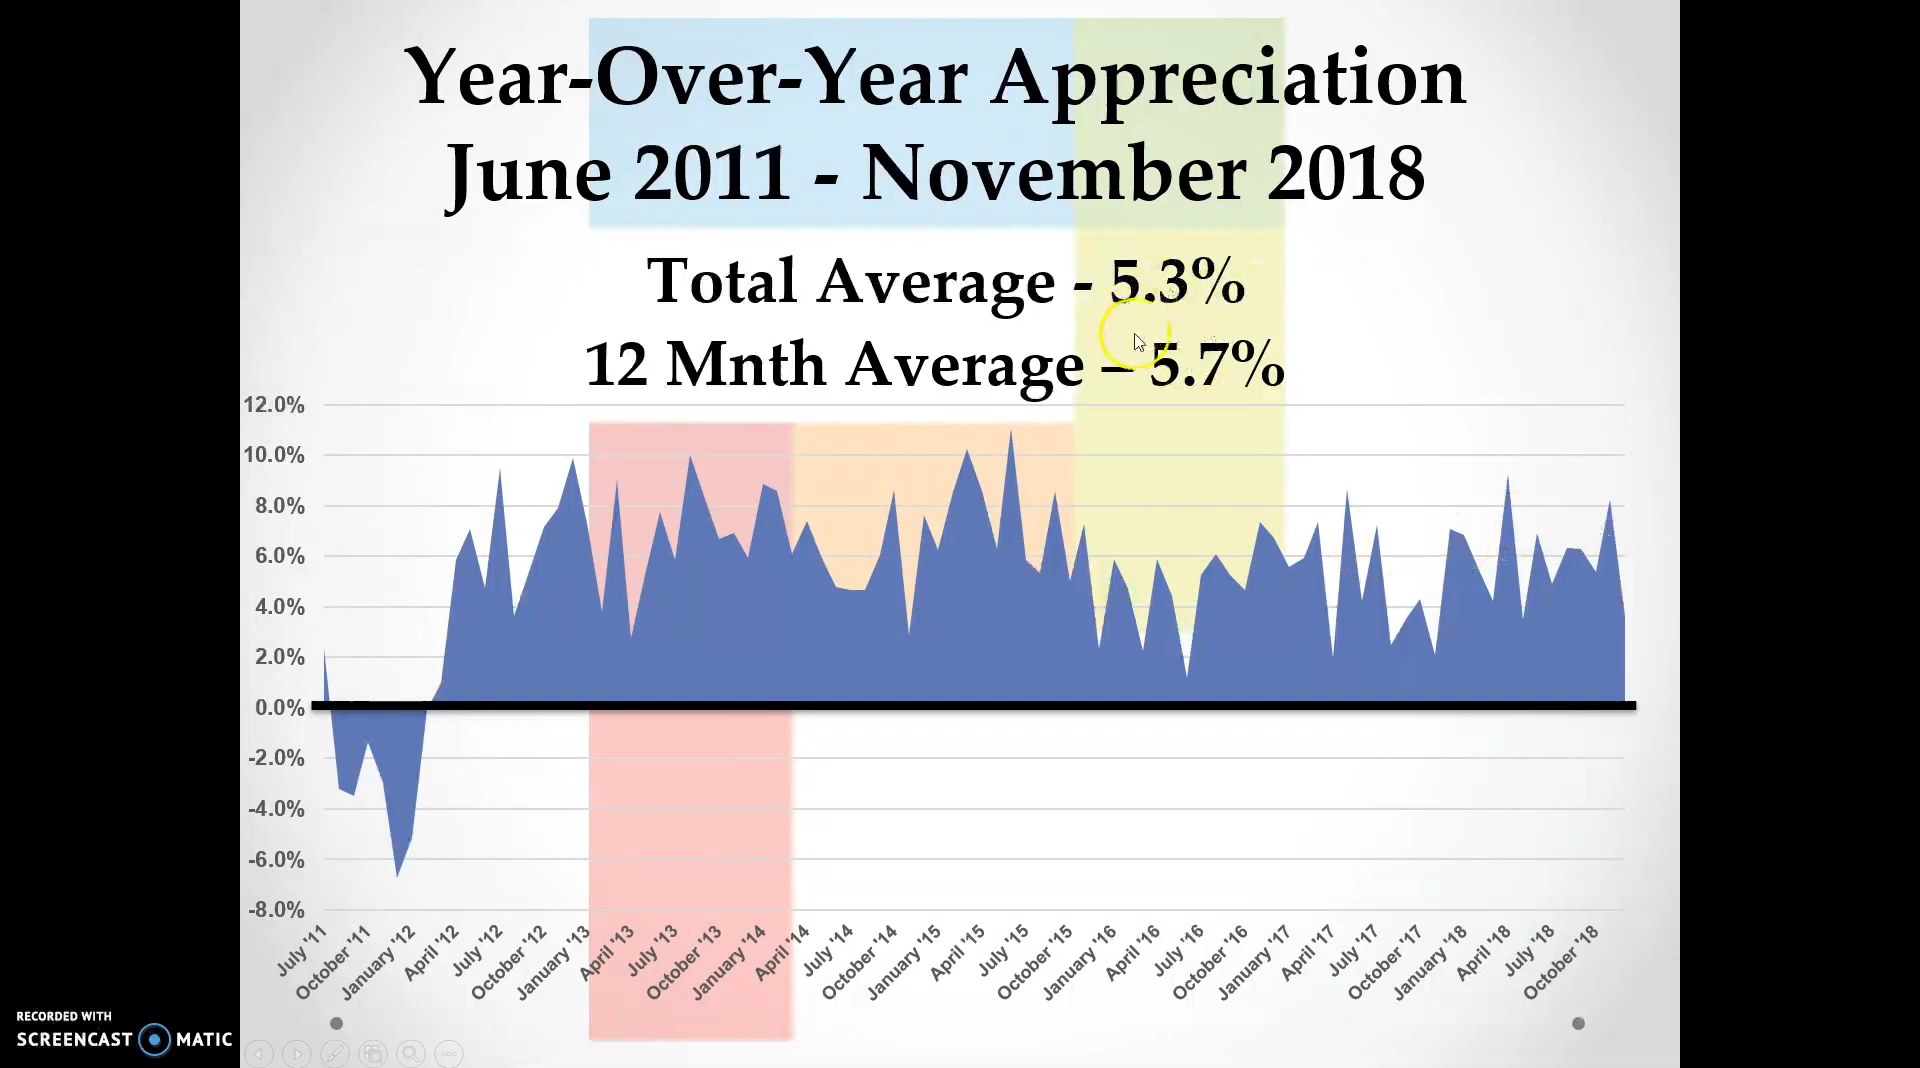 Year-Over-Year Appreciation
June 2011 - November 2018
Total Average - 5.3%
12 Mnth Average – 5.7%
12.0%
10.0%
8.0%
6.0%
4.0%
2.0%
0.0%
-2.0%
-4.0%
-6.0%
-8.0%
July '11
October '11
January '12
April '12
July '12
October '12
January '13
April '13
July '13
October '13
January '14
April '14
July '14
October '14
January '15
April '15
July '15
October '15
January '16
April '16
July '16
October '16
January '17
April '17
July '17
October '17
January '18
April '18
July '18
October '18
RECORDED WITH
SCREENCAST MATIC